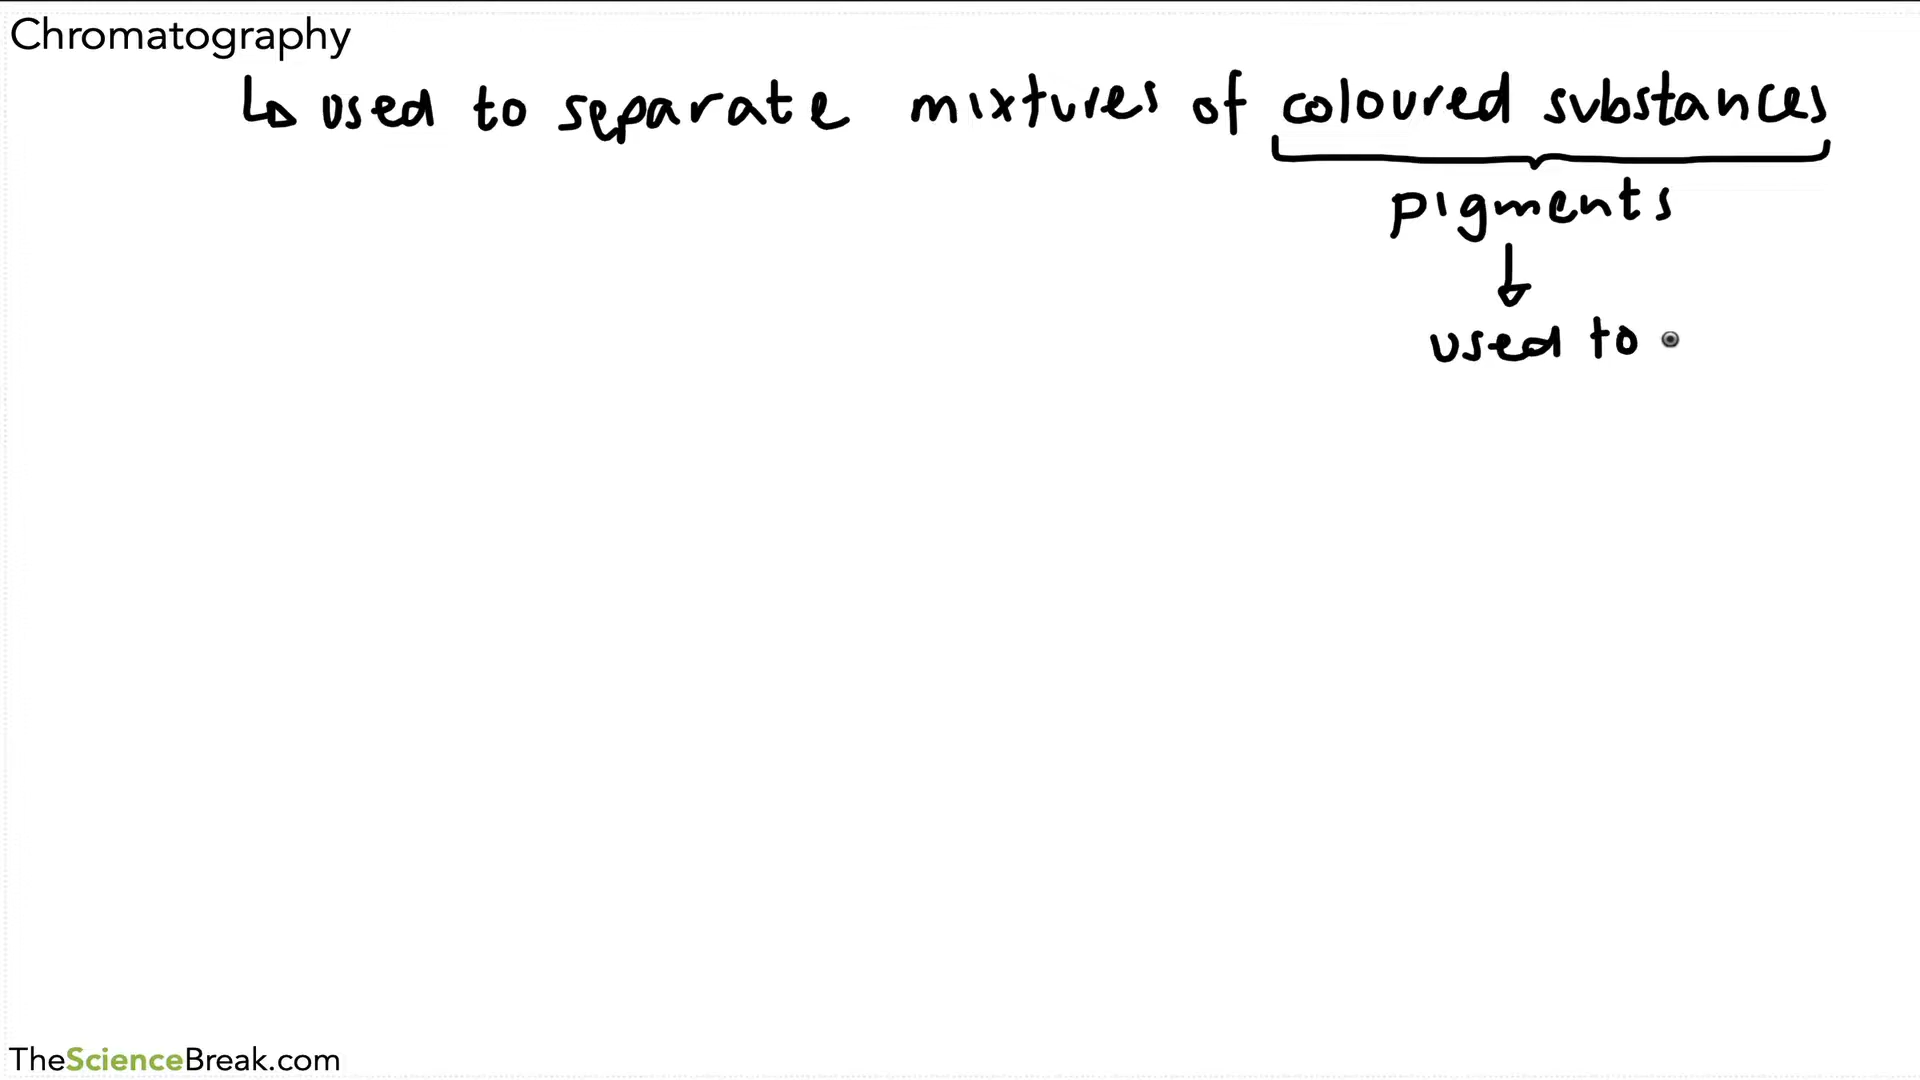 Chromatography
↳ used to separate mixtures of coloured substances
pigments
↓
used to
TheScienceBreak.com